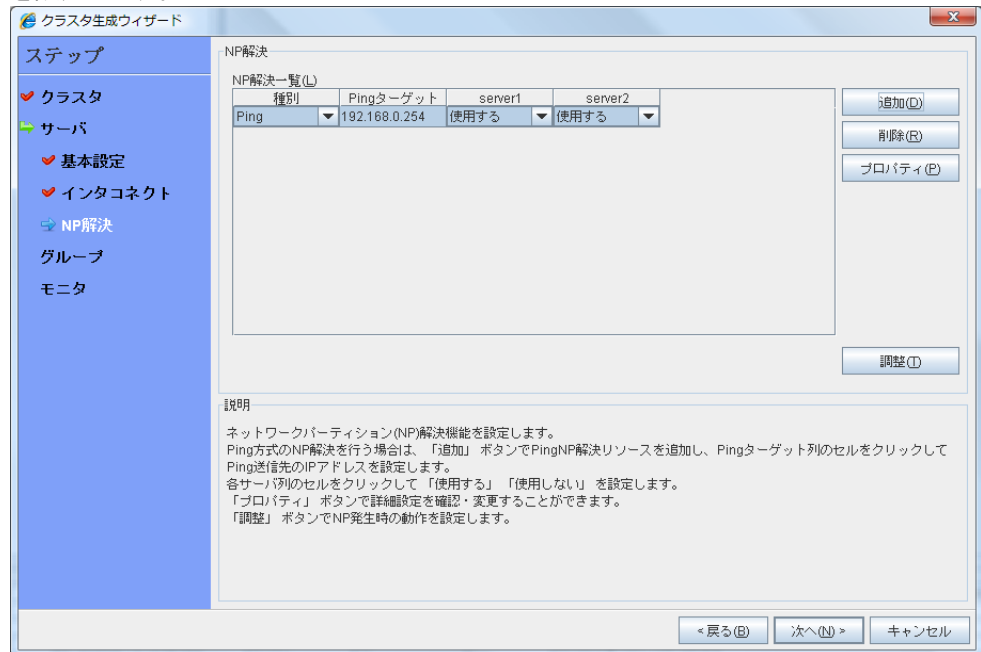 クラスタ生成ウィザード
ステップ
クラスタ
サーバ
基本設定
インタコネクト
NP解決
グループ
モニタ
NP解決
NP解決一覧(L)
種別 Pingターゲット server1 server2
Ping 192.168.0.254 使用する 使用する
追加(D)
削除(R)
プロパティ(P)
調整(T)
説明
ネットワークパーティション(NP)解決機能を設定します。
Ping方式のNP解決を行う場合は、「追加」 ボタンでPingNP解決リソースを追加し、Pingターゲット列のセルをクリックして
Ping送信先のIPアドレスを設定します。
各サーバ列のセルをクリックして 「使用する」 「使用しない」 を設定します。
「プロパティ」 ボタンで詳細設定を確認・変更することができます。
「調整」 ボタンでNP発生時の動作を設定します。
<戻る(B) 次へ(N)> キャンセル